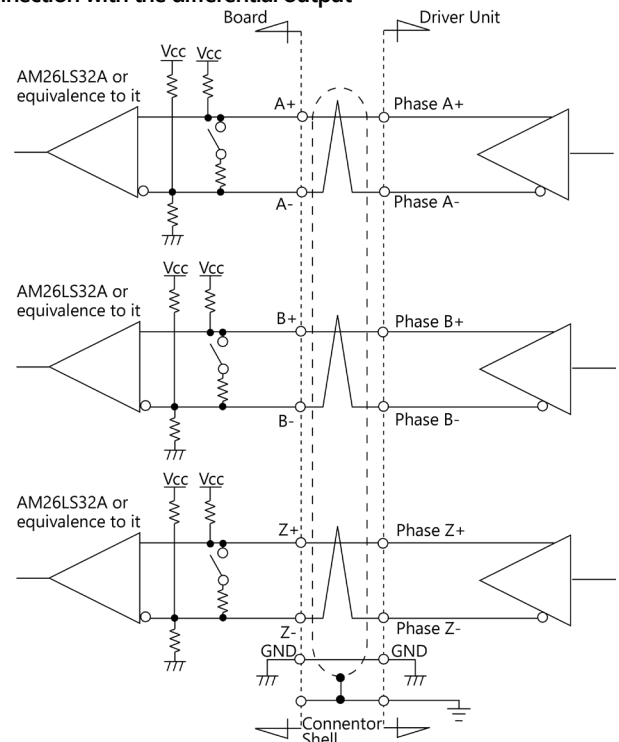 nnection with the differential output
Board
Driver Unit
Vcc Vcc
AM26LS32A or
equivalence to it
A+
Phase A+
A-
Phase A-
Vcc Vcc
AM26LS32A or
equivalence to it
B+
Phase B+
B-
Phase B-
Vcc Vcc
AM26LS32A or
equivalence to it
Z+
Phase Z+
Z-
Phase Z-
GND
GND
Connentor
Shell